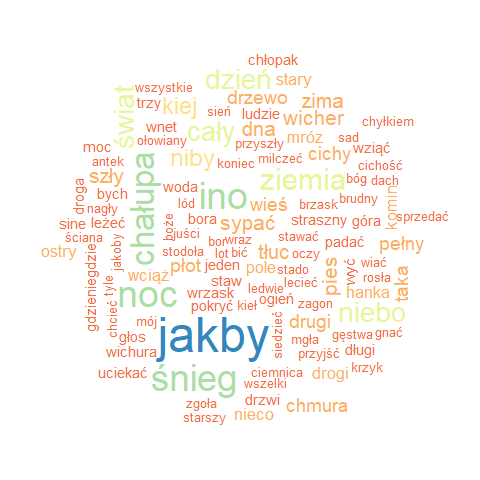 chłopak
wszystkie
dzień
stary
świat
trzy
kiej
sień
drzewo
ludzie
zima
wicher
chyłkiem
moc
wnet
ołowiany
cały
dna
przyszły
mróz
sad
wziąć
antek
szły
chałupa
niby
koniec
milczeć
cichy
cichość
droga
bych
woda
ino
ziemia
bóg
dach
nagły
lód
wieś
brzask
brudny
komin
sine
leżeć
boże
bora
sypać
straszny
góra
sprzedać
ściana
jakoby
juści
bor
wraz
stawać
padać
pełny
ostry
gdzieniegdzie
stodoła
lot
bić
tłuc
oczy
wyć
wiać
wciąż
płot
jeden
pole
stado
pies
rosła
taka
chcieć
tyle
noc
staw
ledwie
lecieć
hanka
wrzask
ogień
pokryć
kieł
zagon
niebo
mój
jakby
drugi
głos
siedzieć
mgła
gęstwa
gnać
wichura
przyjść
długi
uciekać
śnieg
ciemnica
drogi
krzyk
wszelki
zgoła
drzwi
chmura
starszy
nieco